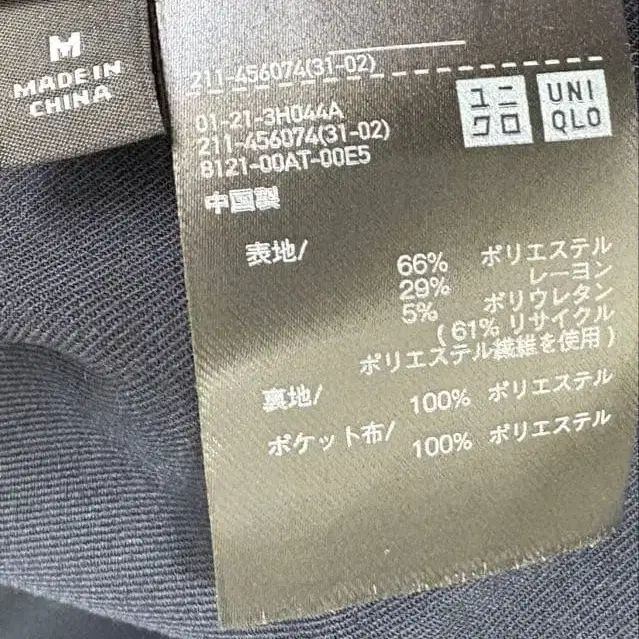 M
MADE IN
CHINA
211-456074(31-02)
01-21-3H044A
211-456074(31-02)
8121-00AT-00E5
中国製
ユニ
クロ
UNI
QLO
表地/
66% ポリエステル
29% レーヨン
5% ポリウレタン
(61% リサイクル
ポリエステル繊維を使用)
裏地/ 100% ポリエステル
ポケット布/ 100% ポリエステル